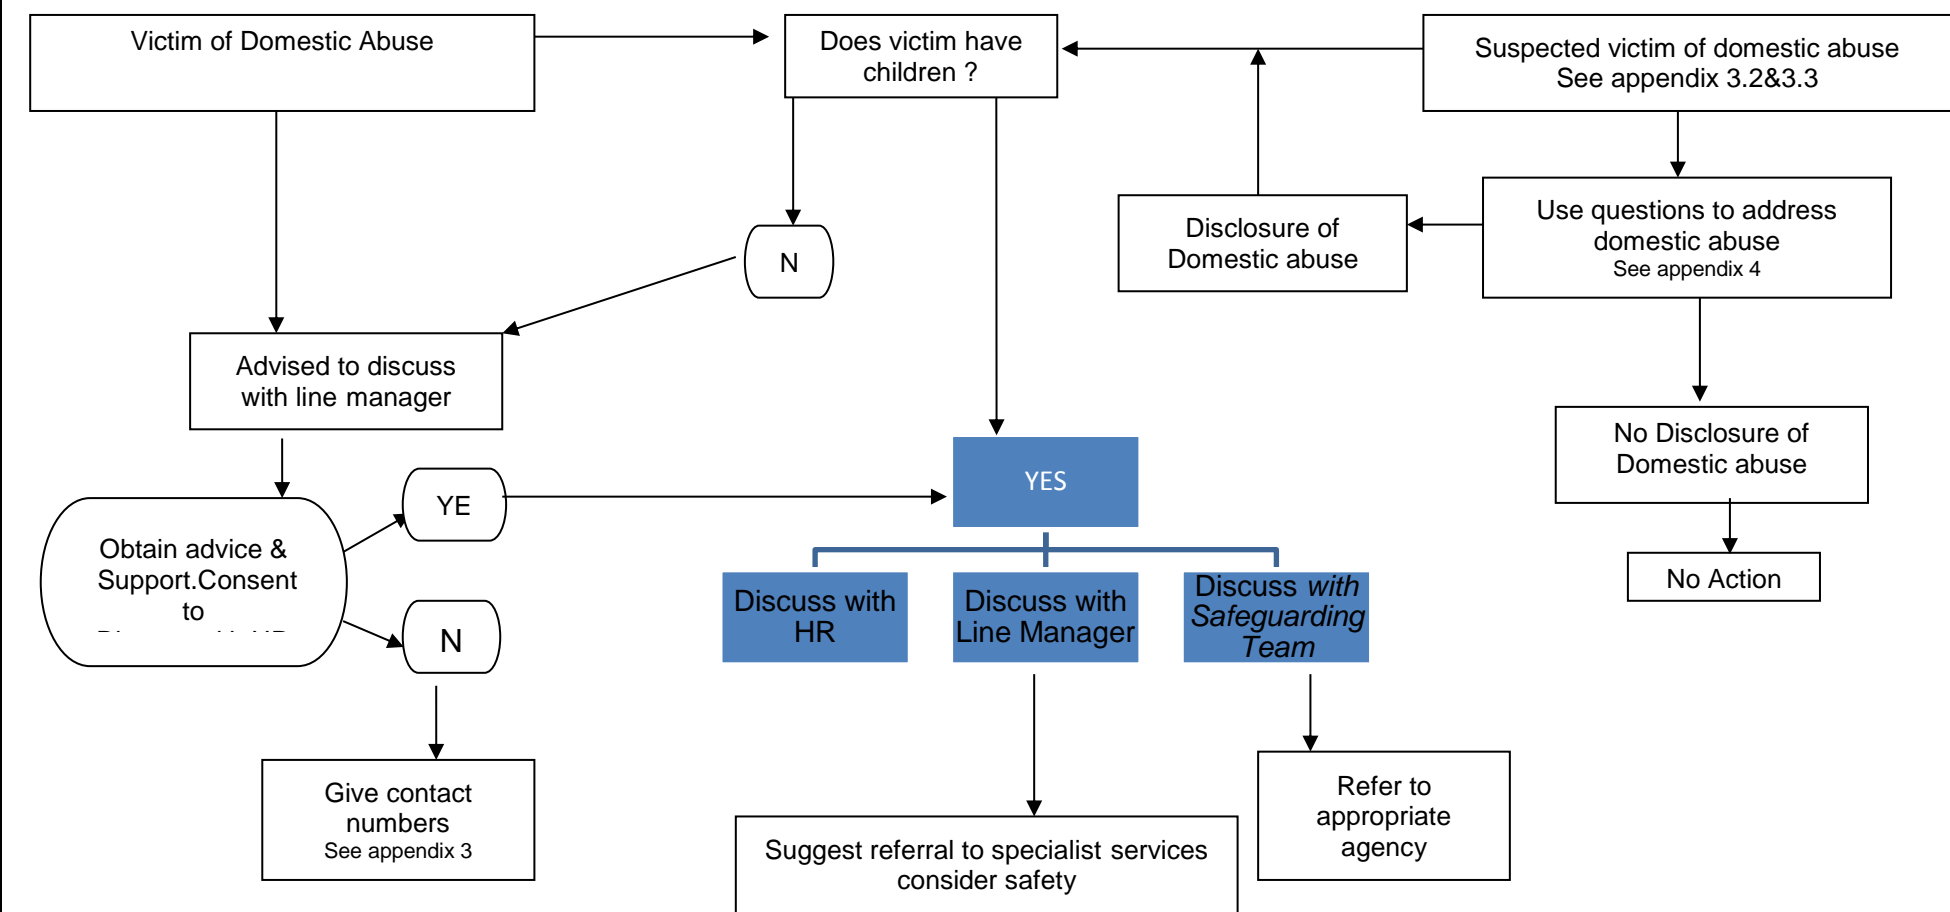 Victim of Domestic Abuse
Does victim have
children ?
Suspected victim of domestic abuse
See appendix 3.2&3.3
Use questions to address
domestic abuse
See appendix 4
Disclosure of
Domestic abuse
N
Advised to discuss
with line manager
No Disclosure of
Domestic abuse
YES
YE
Obtain advice &
Support.Consent
to
No Action
Discuss with
HR
Discuss with
Line Manager
Discuss with
Safeguarding
Team
N
Give contact
numbers
See appendix 3
Refer to
appropriate
agency
Suggest referral to specialist services
consider safety